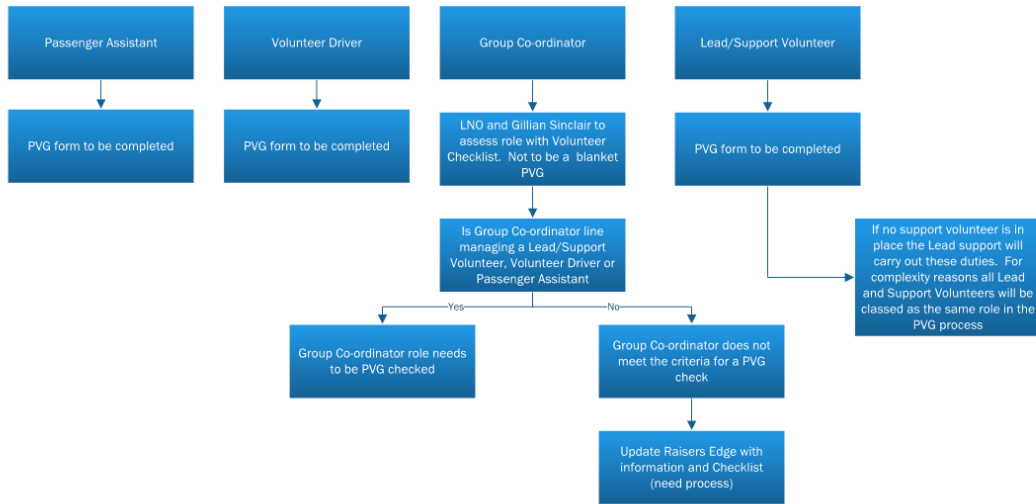 Passenger Assistant
Volunteer Driver
Group Co-ordinator
Lead/Support Volunteer
PVG form to be completed
PVG form to be completed
LNO and Gillian Sinclair to
assess role with Volunteer
Checklist.  Not to be a  blanket
PVG
PVG form to be completed
Is Group Co-ordinator line
managing a Lead/Support
Volunteer, Volunteer Driver or
Passenger Assistant
If no support volunteer is in
place the Lead support will
carry out these duties.  For
complexity reasons all Lead
and Support Volunteers will be
classed as the same role in the
PVG process
Yes
No
Group Co-ordinator role needs
to be PVG checked
Group Co-ordinator does not
meet the criteria for a PVG
check
Update Raisers Edge with
information and Checklist
(need process)